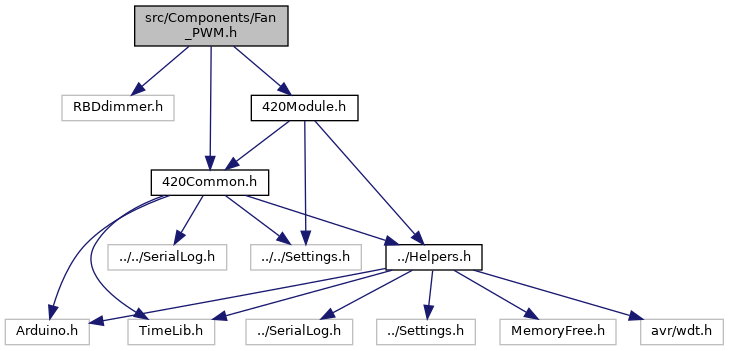 src/Components/Fan
_PWM.h
RBDdimmer.h
420Module.h
420Common.h
../../SerialLog.h
../../Settings.h
../Helpers.h
Arduino.h
TimeLib.h
../SerialLog.h
../Settings.h
MemoryFree.h
avr/wdt.h